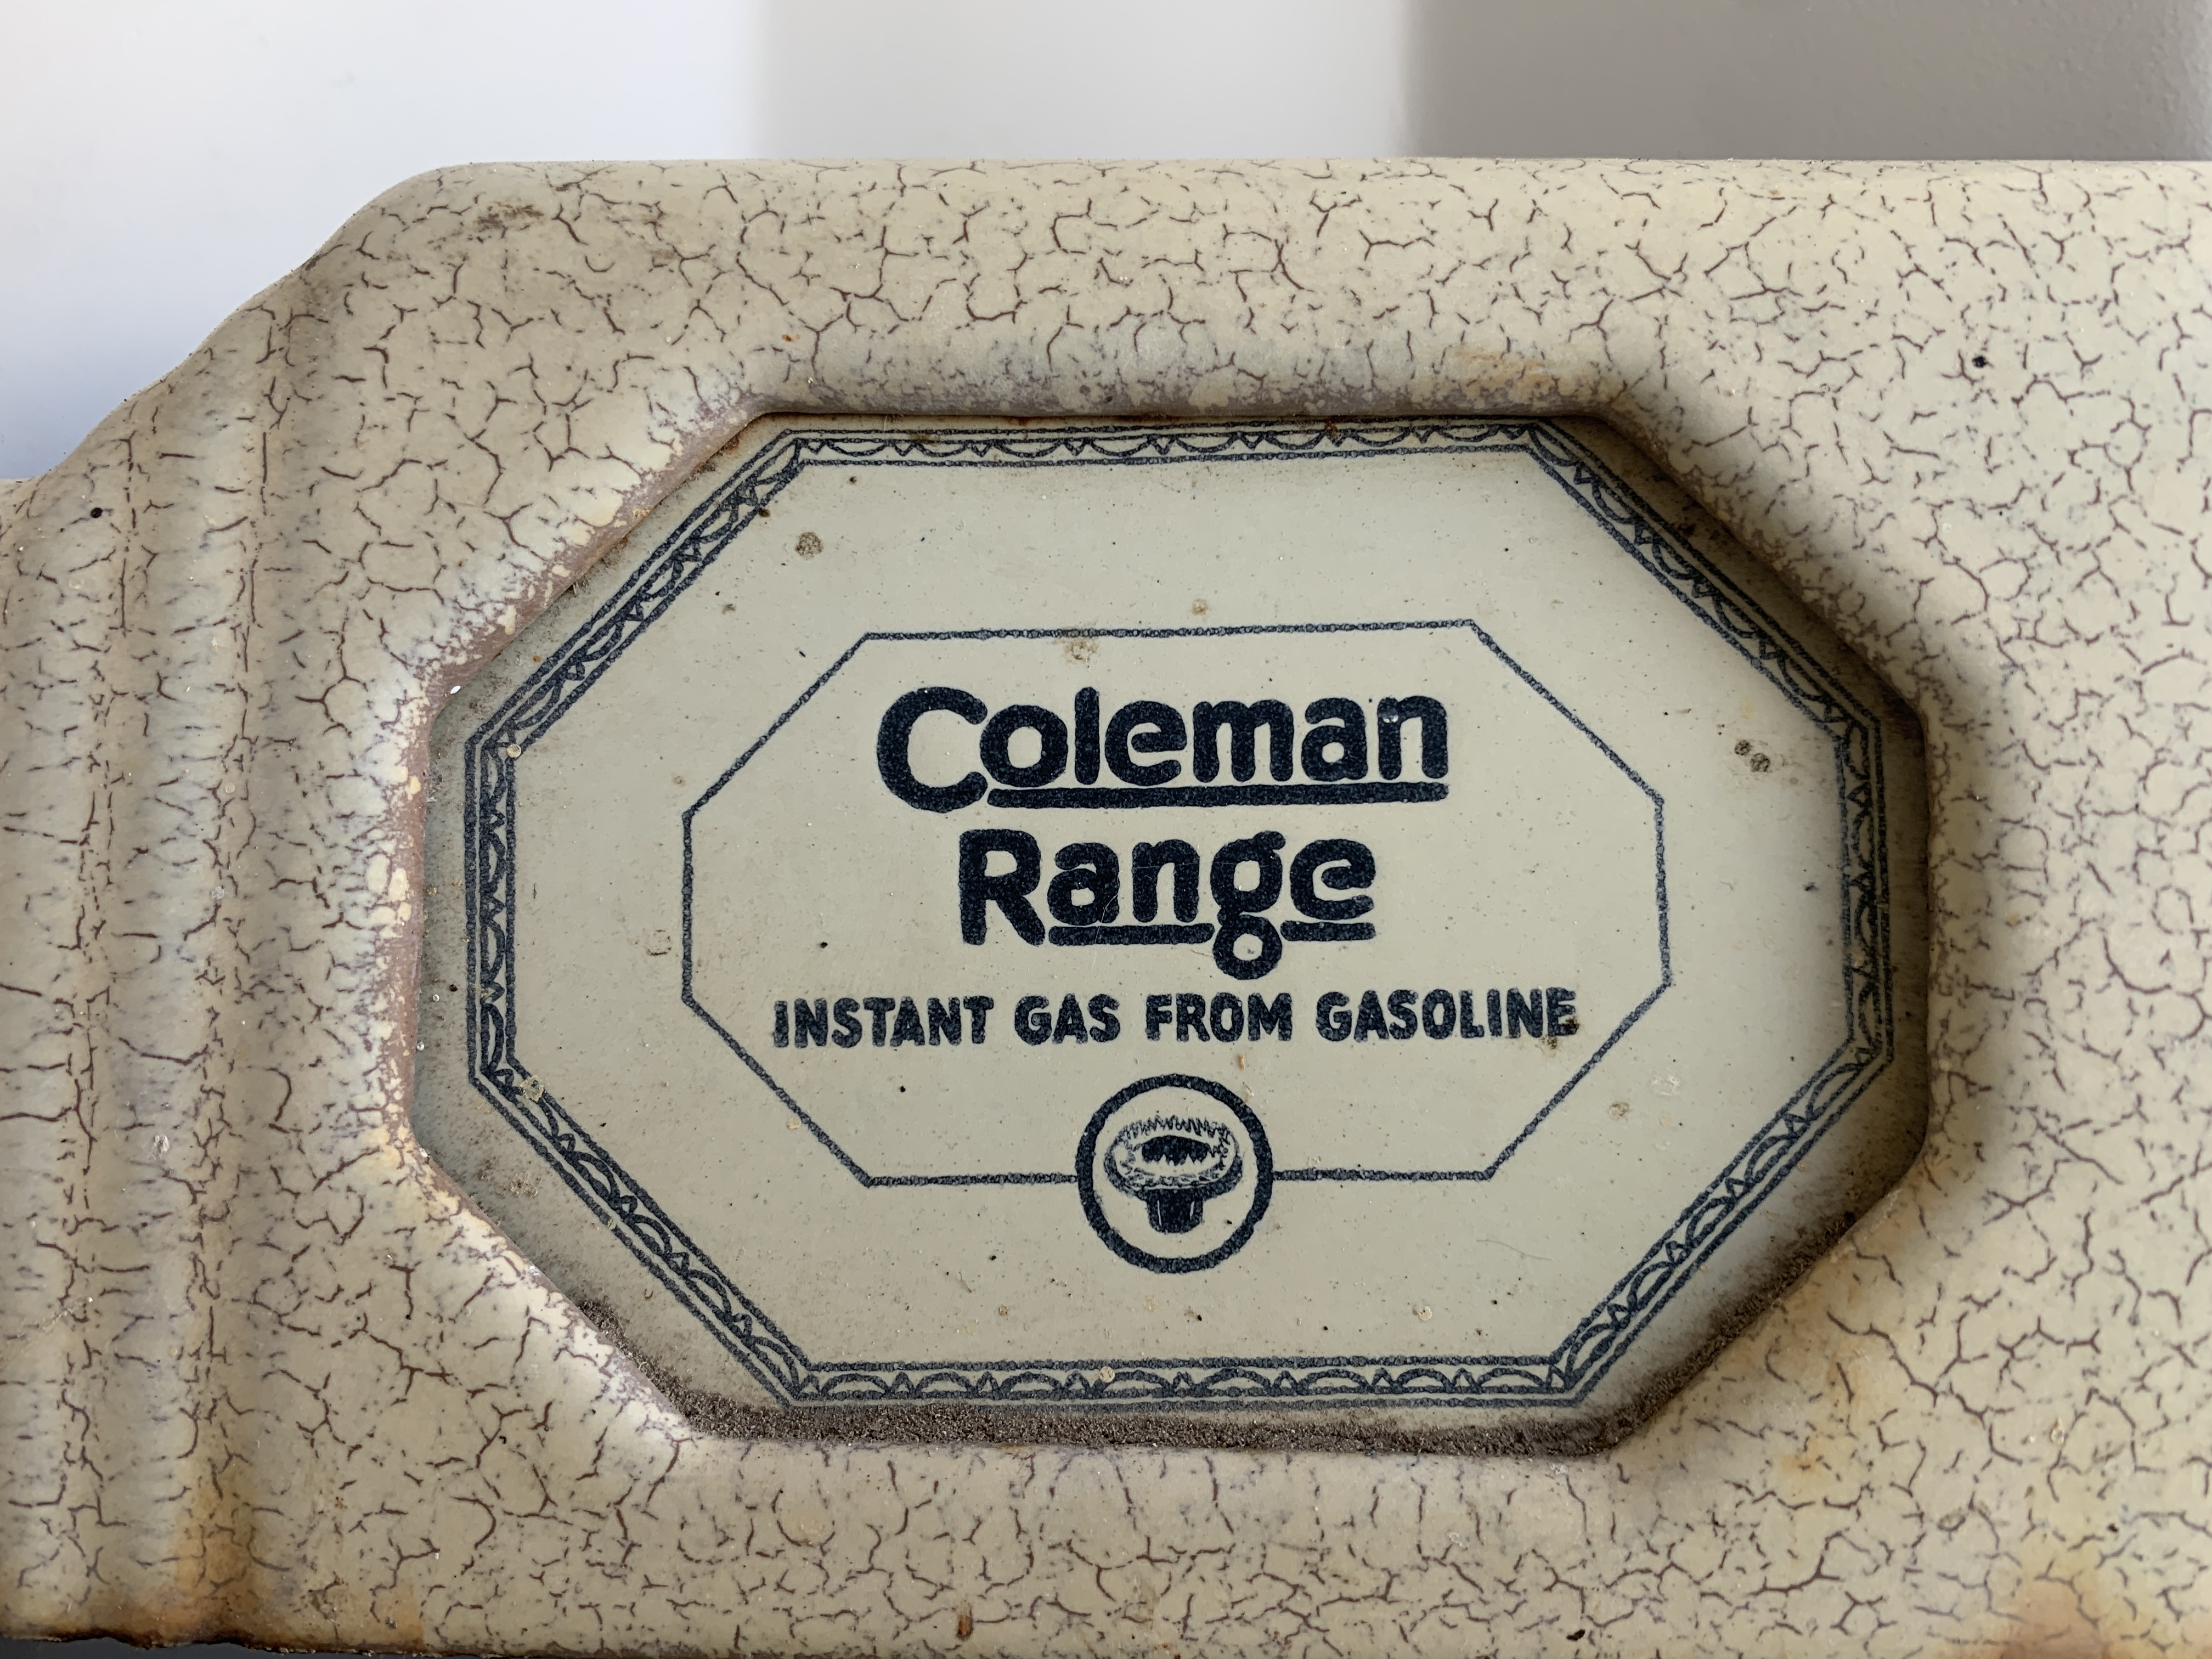 Coleman
Range
INSTANT GAS FROM GASOLINE